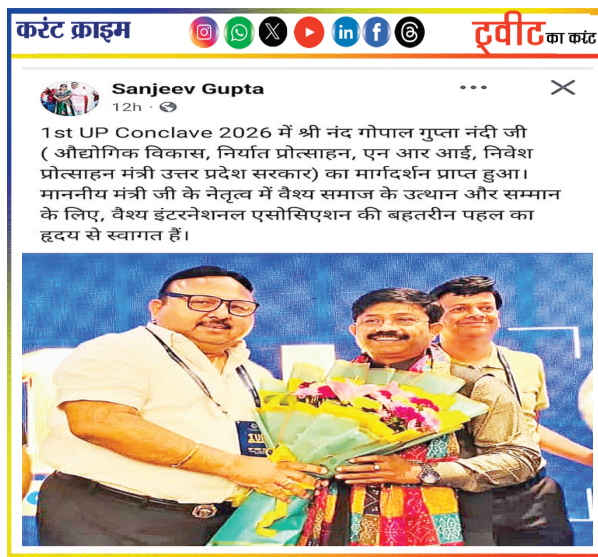 करंट क्राइम
ट्वीट का करंट
Sanjeev Gupta
12h
1st UP Conclave 2026 में श्री नंद गोपाल गुप्ता नंदी जी
( औद्योगिक विकास, निर्यात प्रोत्साहन, एन आर आई, निवेश
प्रोत्साहन मंत्री उत्तर प्रदेश सरकार) का मार्गदर्शन प्राप्त हुआ।
माननीय मंत्री जी के नेतृत्व में वैश्य समाज के उत्थान और सम्मान
के लिए, वैश्य इंटरनेशनल एसोसिएशन की बहतरीन पहल का
हृदय से स्वागत हैं।